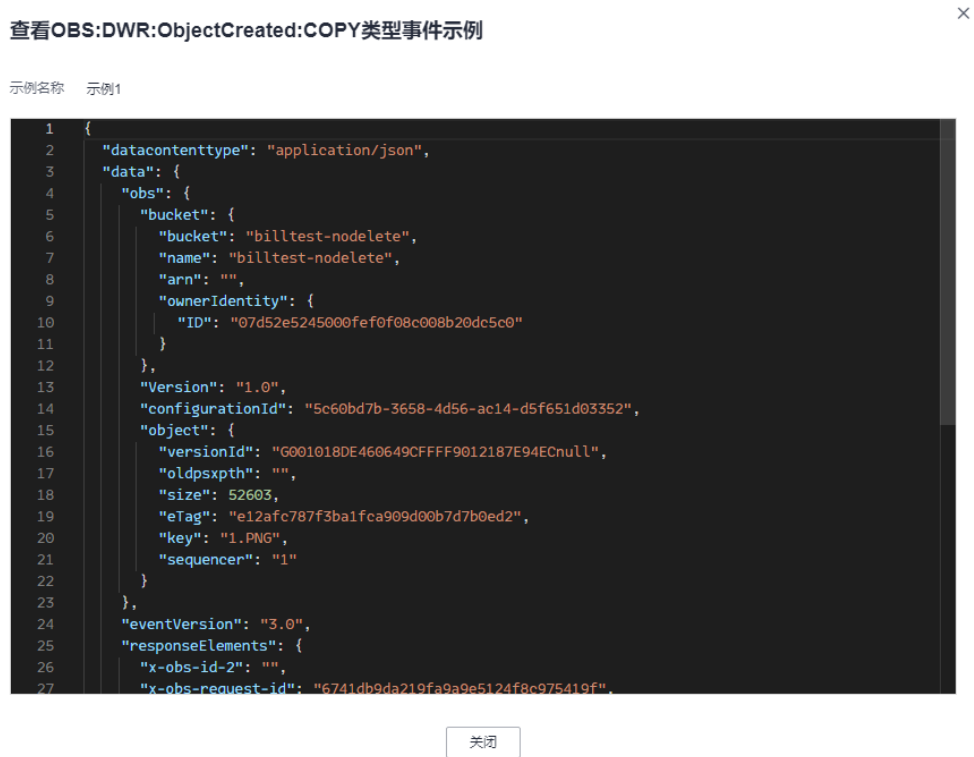 查看OBS:DWR:ObjectCreated:COPY类型事件示例
示例名称 示例1
1 {
2 "datacontenttype": "application/json",
3 "data": {
4 "obs": {
5 "bucket": {
6 "bucket": "billtest-nodelete",
7 "name": "billtest-nodelete",
8 "arn": "",
9 "ownerIdentity": {
10 "ID": "07d52e5245000fef0f08c008b20dc5c0"
11 }
12 },
13 "Version": "1.0",
14 "configurationId": "5c60bd7b-3658-4d56-ac14-d5f651d03352",
15 "object": {
16 "versionId": "G001018DE460649CFFFF9012187E94ECnull",
17 "oldpsxpth": "",
18 "size": 52603,
19 "eTag": "e12afc787f3ba1fca909d00b7d7b0ed2",
20 "key": "1.PNG",
21 "sequencer": "1"
22 }
23 },
24 "eventVersion": "3.0",
25 "responseElements": {
26 "x-obs-id-2": "",
27 "x-obs-request-id": "6741db9da219fa9a9e5124f8c975419f",
关闭